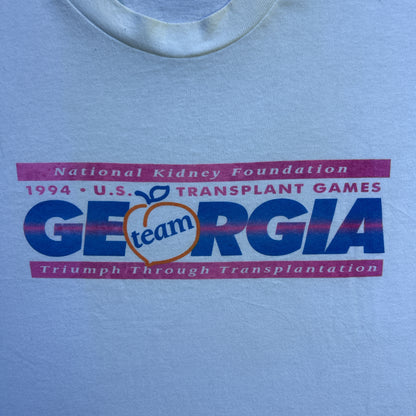 National Kidney Foundation
1994 • U.S. TRANSPLANT GAMES
GEORGIA
team
Triumph Through Transplantation